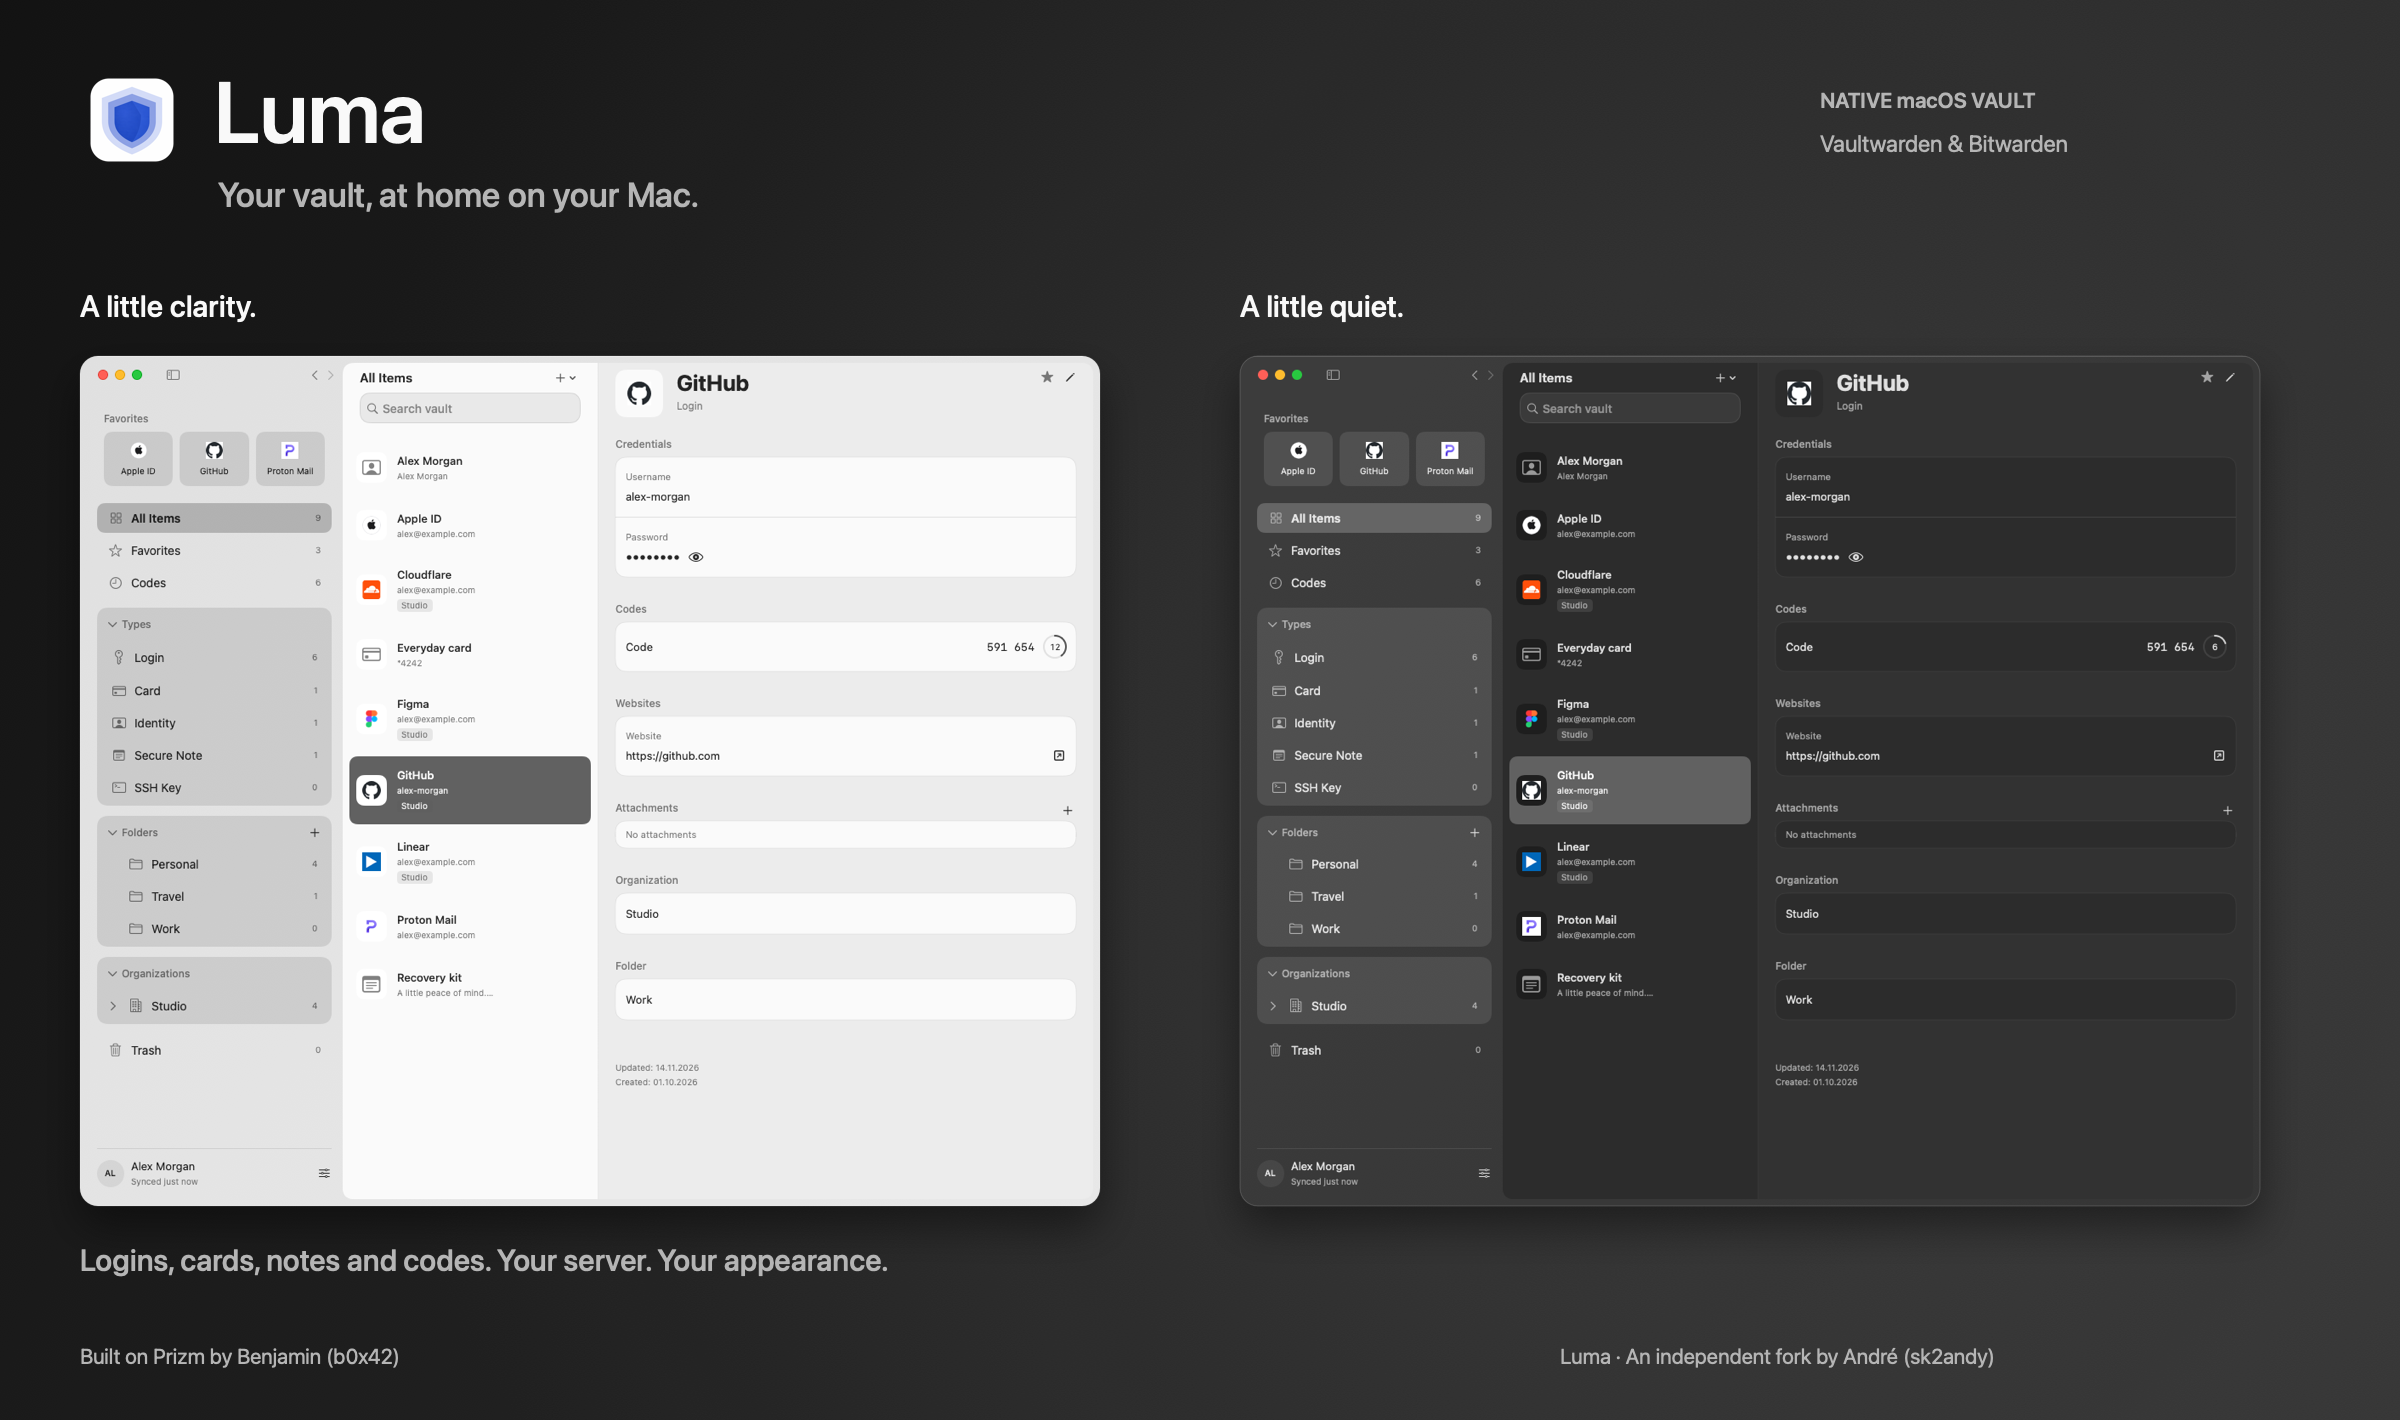 Luma
Your vault, at home on your Mac.
NATIVE macOS VAULT
Vaultwarden & Bitwarden
A little clarity.
Favorites
Apple ID
GitHub
Proton Mail
All Items 9
Favorites 3
Codes 6
Types
Login 6
Card 1
Identity 1
Secure Note 1
SSH Key 0
Folders
Personal 4
Travel 1
Work 0
Organizations
Studio 4
Trash 0
AL
Alex Morgan
Synced just now
All Items
Search vault
Alex Morgan
Alex Morgan
Apple ID
alex@example.com
Cloudflare
alex@example.com
Studio
Everyday card
*4242
Figma
alex@example.com
Studio
GitHub
alex-morgan
Studio
Linear
alex@example.com
Studio
Proton Mail
alex@example.com
Recovery kit
A little peace of mind....
GitHub
Login
Credentials
Username
alex-morgan
Password
••••••••
Codes
Code 591 654 12
Websites
Website
https://github.com
Attachments
No attachments
Organization
Studio
Folder
Work
Updated: 14.11.2026
Created: 01.10.2026
A little quiet.
Favorites
Apple ID
GitHub
Proton Mail
All Items 9
Favorites 3
Codes 6
Types
Login 6
Card 1
Identity 1
Secure Note 1
SSH Key 0
Folders
Personal 4
Travel 1
Work 0
Organizations
Studio 4
Trash 0
AL
Alex Morgan
Synced just now
All Items
Search vault
Alex Morgan
Alex Morgan
Apple ID
alex@example.com
Cloudflare
alex@example.com
Studio
Everyday card
*4242
Figma
alex@example.com
Studio
GitHub
alex-morgan
Studio
Linear
alex@example.com
Studio
Proton Mail
alex@example.com
Recovery kit
A little peace of mind....
GitHub
Login
Credentials
Username
alex-morgan
Password
••••••••
Codes
Code 591 654 6
Websites
Website
https://github.com
Attachments
No attachments
Organization
Studio
Folder
Work
Updated: 14.11.2026
Created: 01.10.2026
Logins, cards, notes and codes. Your server. Your appearance.
Built on Prizm by Benjamin (b0x42)
Luma · An independent fork by André (sk2andy)